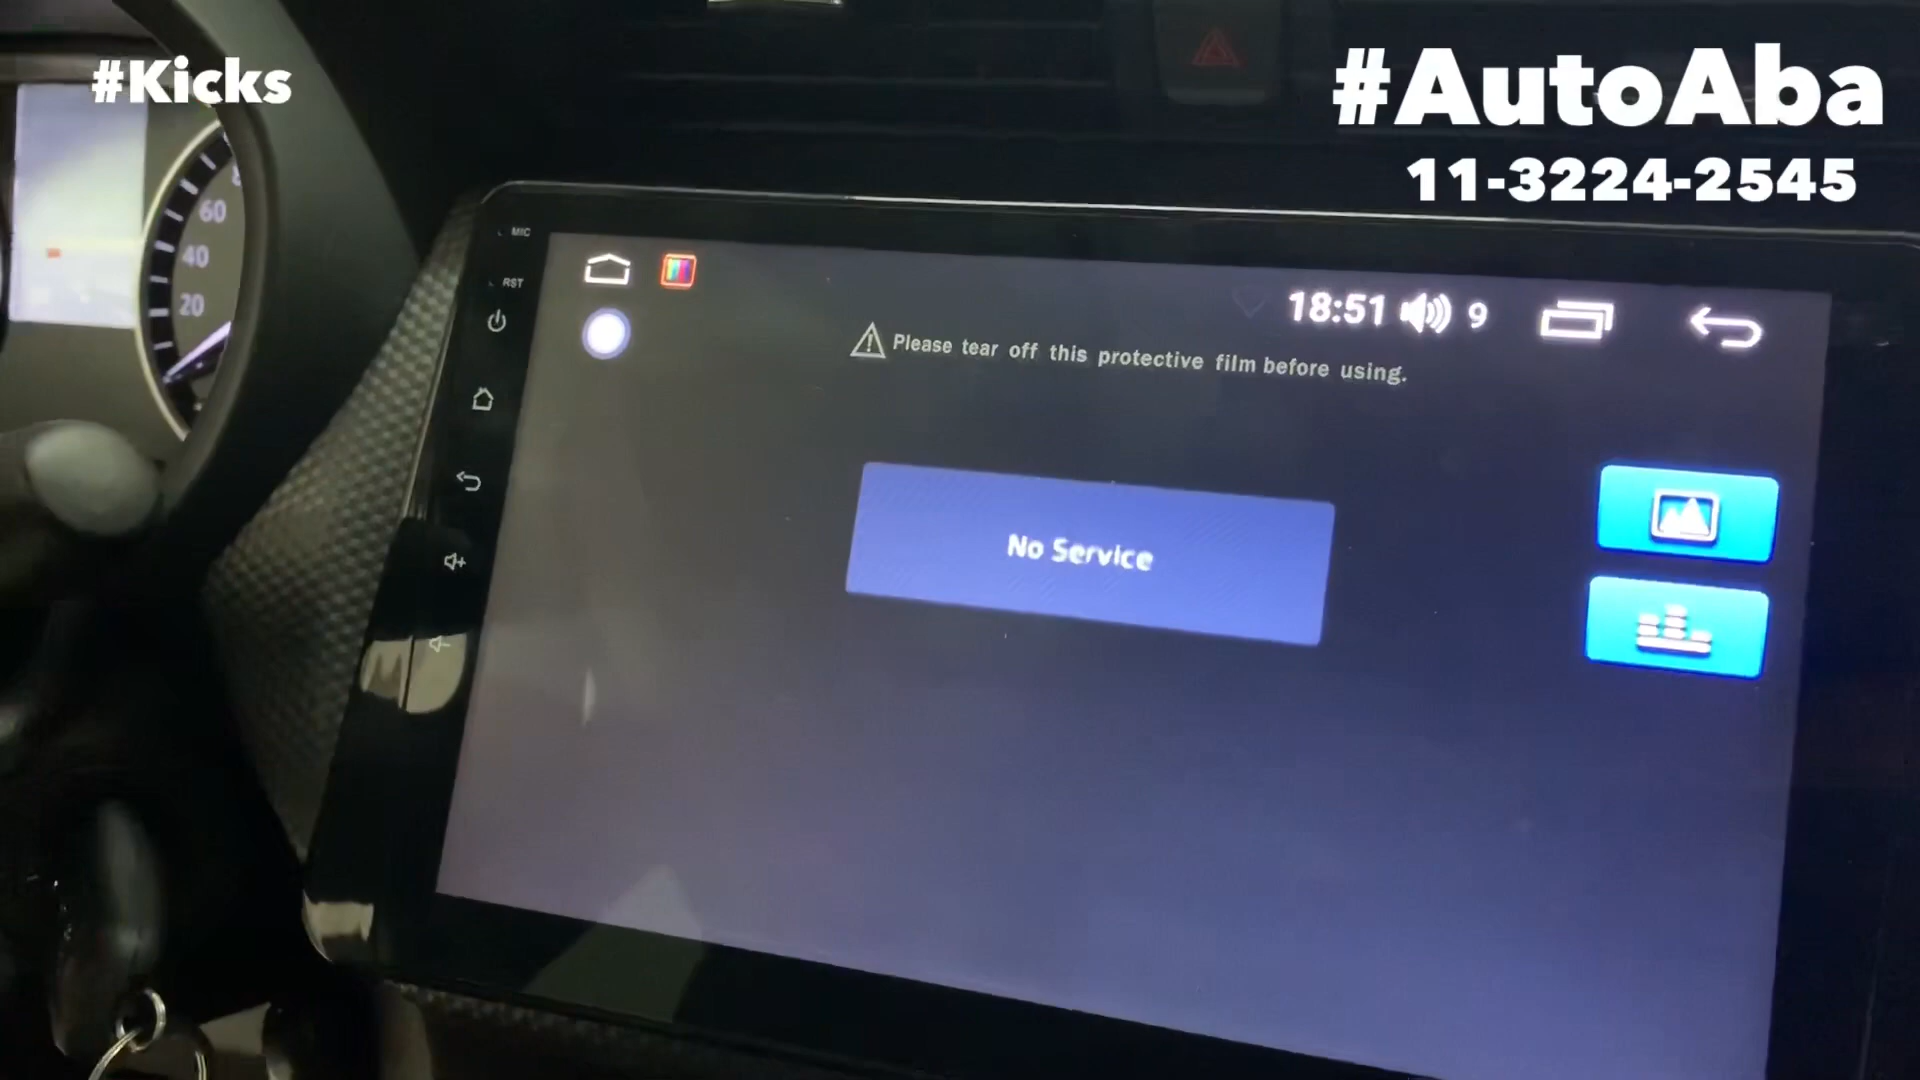 #Kicks
#AutoAba
11-3224-2545
MIC
RST
18:51
9
Please tear off this protective film before using.
No Service
60
40
20